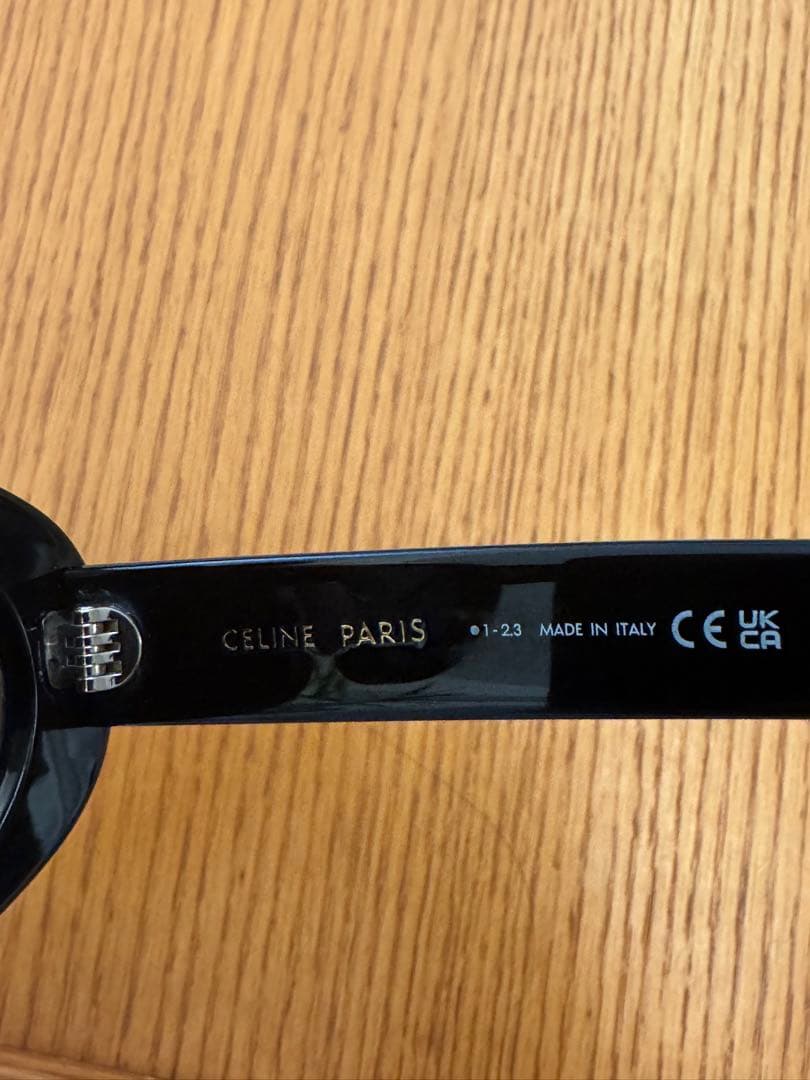 CELINE PARIS ●1-2.3 MADE IN ITALY CE UK CA